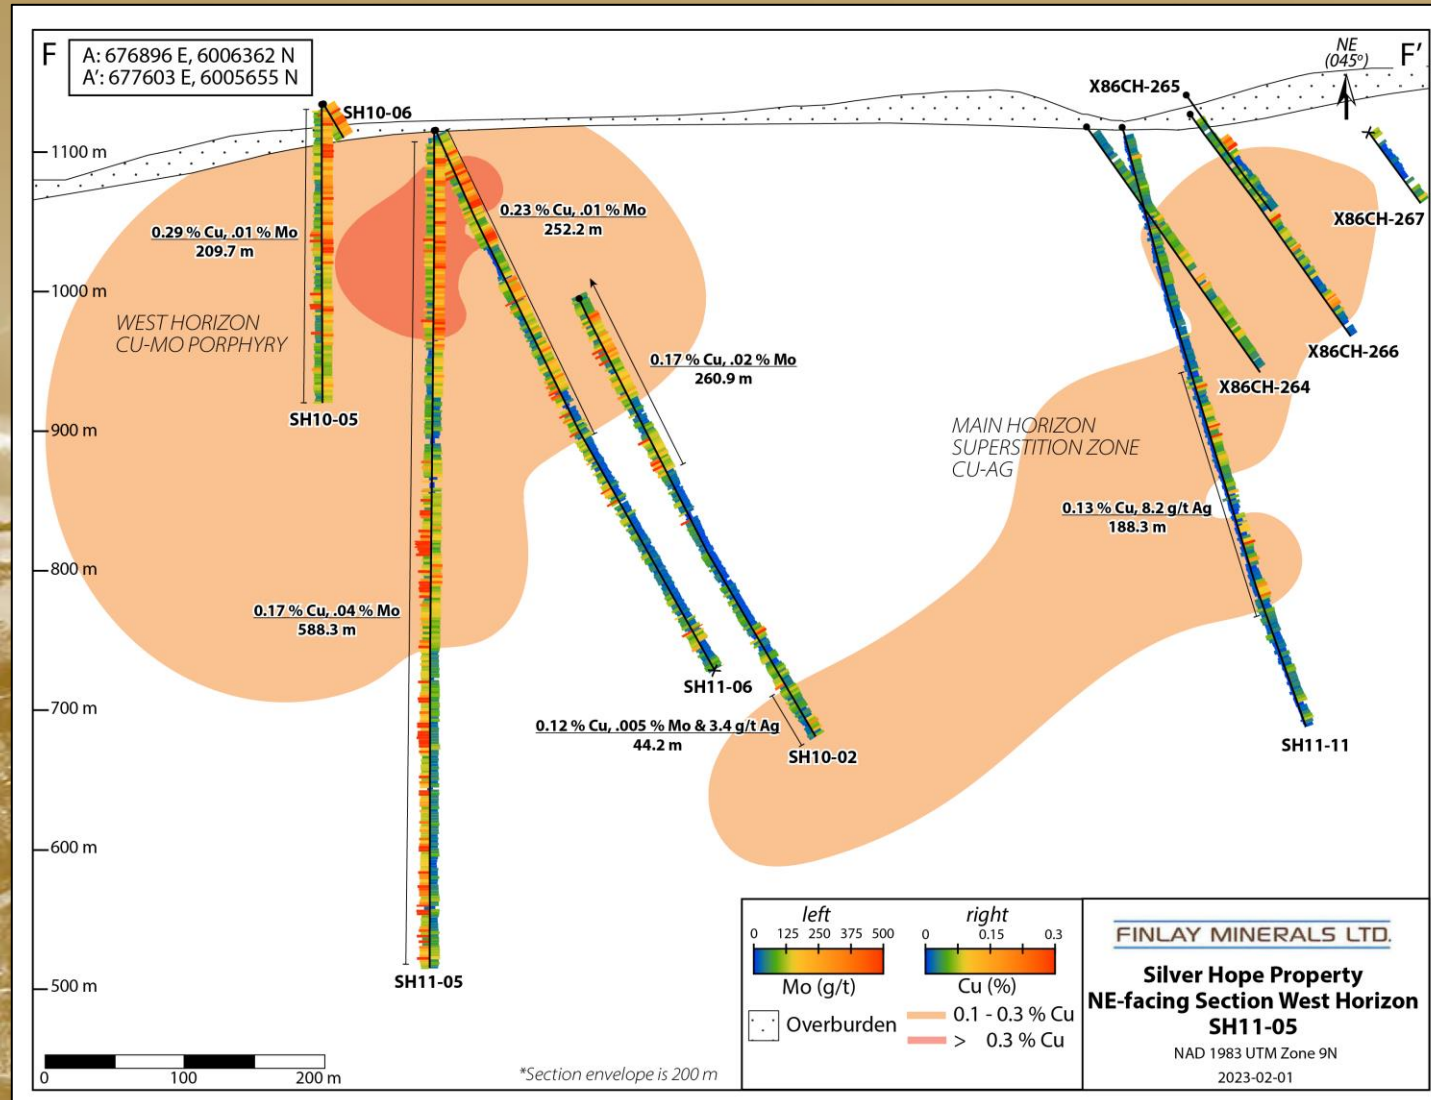 F
A: 676896 E, 6006362 N
A': 677603 E, 6005655 N
NE
(045°)
F'
SH10-06
X86CH-265
1100 m
0.23 % Cu, .01 % Mo
252.2 m
X86CH-267
0.29 % Cu, .01 % Mo
209.7 m
1000 m
WEST HORIZON
CU-MO PORPHYRY
0.17 % Cu, .02 % Mo
260.9 m
X86CH-266
X86CH-264
SH10-05
900 m
MAIN HORIZON
SUPERSTITION ZONE
CU-AG
0.13 % Cu, 8.2 g/t Ag
188.3 m
800 m
0.17 % Cu, .04 % Mo
588.3 m
SH11-06
700 m
0.12 % Cu, .005 % Mo & 3.4 g/t Ag
44.2 m
SH10-02
SH11-11
600 m
SH11-05
500 m
0 100 200 m
*Section envelope is 200 m
left
0 125 250 375 500
Mo (g/t)
right
0 0.15 0.3
Cu (%)
Overburden
0.1 - 0.3 % Cu
> 0.3 % Cu
FINLAY MINERALS LTD.
Silver Hope Property
NE-facing Section West Horizon
SH11-05
NAD 1983 UTM Zone 9N
2023-02-01